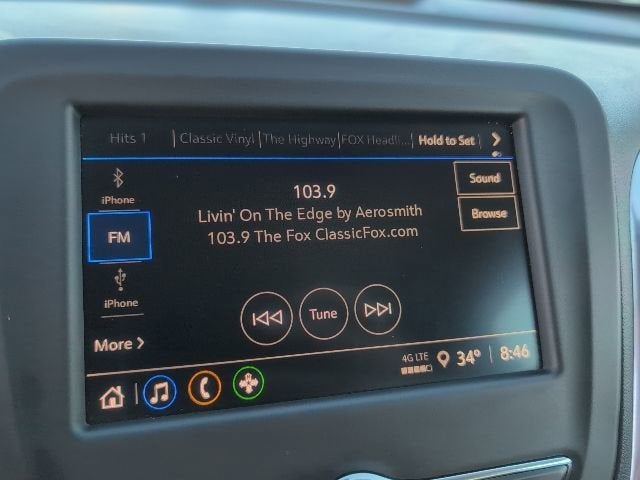 Hits 1 Classic Vinyl The Highway FOX Headli... Hold to Set
iPhone
103.9
Sound
Livin' On The Edge by Aerosmith
Browse
FM
103.9 The Fox ClassicFox.com
iPhone
Tune
More
4G LTE
34° 8:46